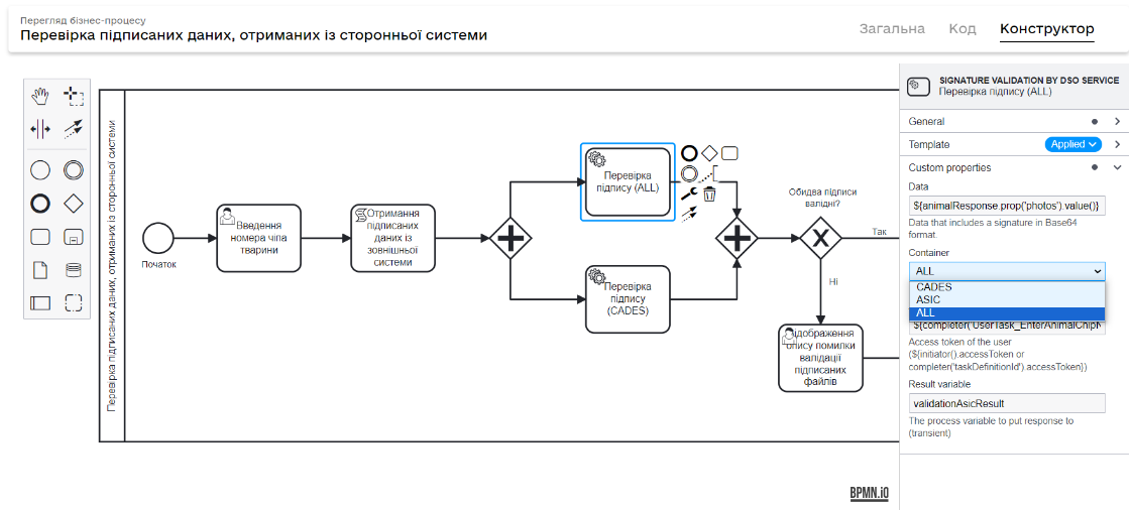 Перегляд бізнес-процесу
Перевірка підписаних даних, отриманих із сторонньої системи
Загальна
Код
Конструктор
Перевірка підписаних даних, отриманих із сторонньої системи
Початок
Введення
номера чіпа
тварини
Отримання
підписаних
даних із
зовнішньої
системи
Перевірка
підпису (ALL)
Перевірка
підпису
(CADES)
Обидва підписи
валідні?
Так
Ні
Відображення
опису помилки
валідації
підписаних
файлів
BPMN.iO
SIGNATURE VALIDATION BY DSO SERVICE
Перевірка підпису (ALL)
General
Template
Applied
Custom properties
Data
${animalResponse.prop('photos').value()}
Data that includes a signature in Base64
format.
Container
ALL
CADES
ASIC
ALL
${completer('UserTask_EnterAnimalChipN
Access token of the user
(${initiator().accessToken or
completer('taskDefinitionId').accessToken})
Result variable
validationAsicResult
The process variable to put response to
(transient)